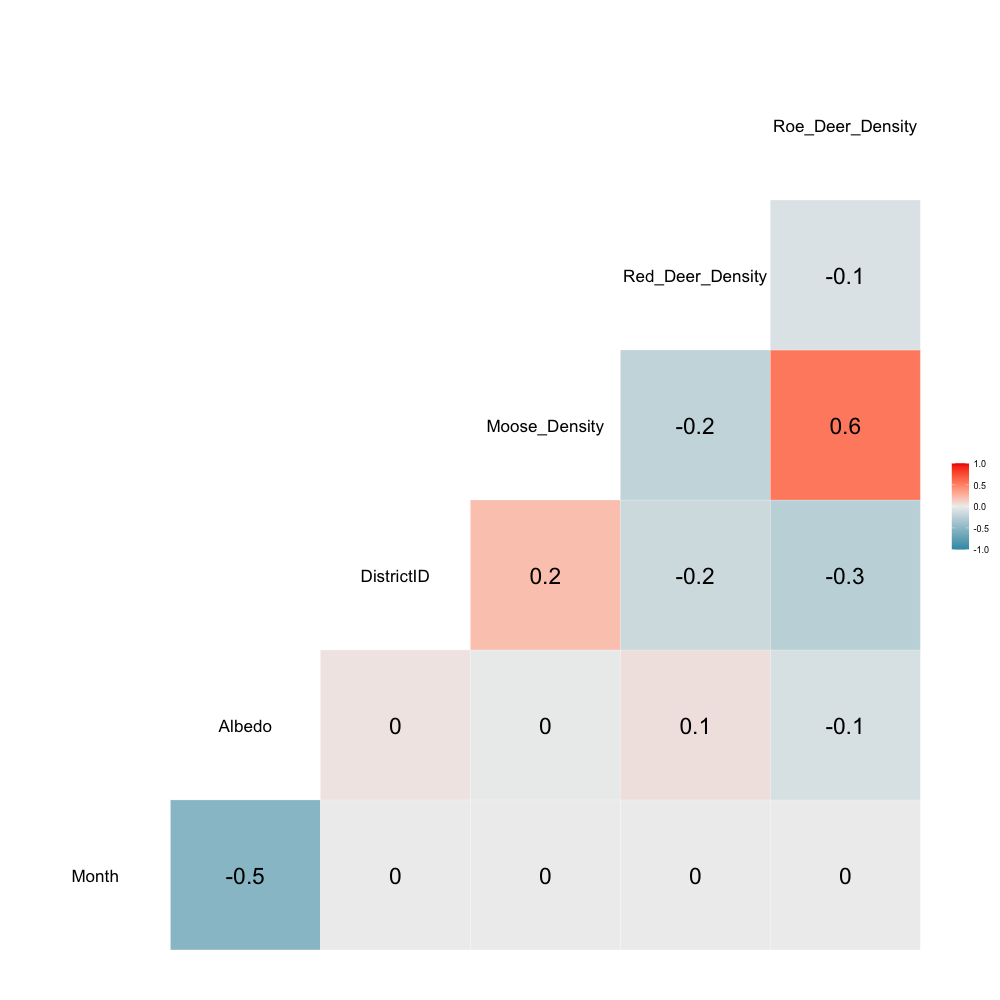 Roe_Deer_Density
Red_Deer_Density -0.1
Moose_Density -0.2 0.6
DistrictID 0.2 -0.2 -0.3
Albedo 0 0 0.1 -0.1
Month -0.5 0 0 0 0
1.0
0.5
0.0
-0.5
-1.0